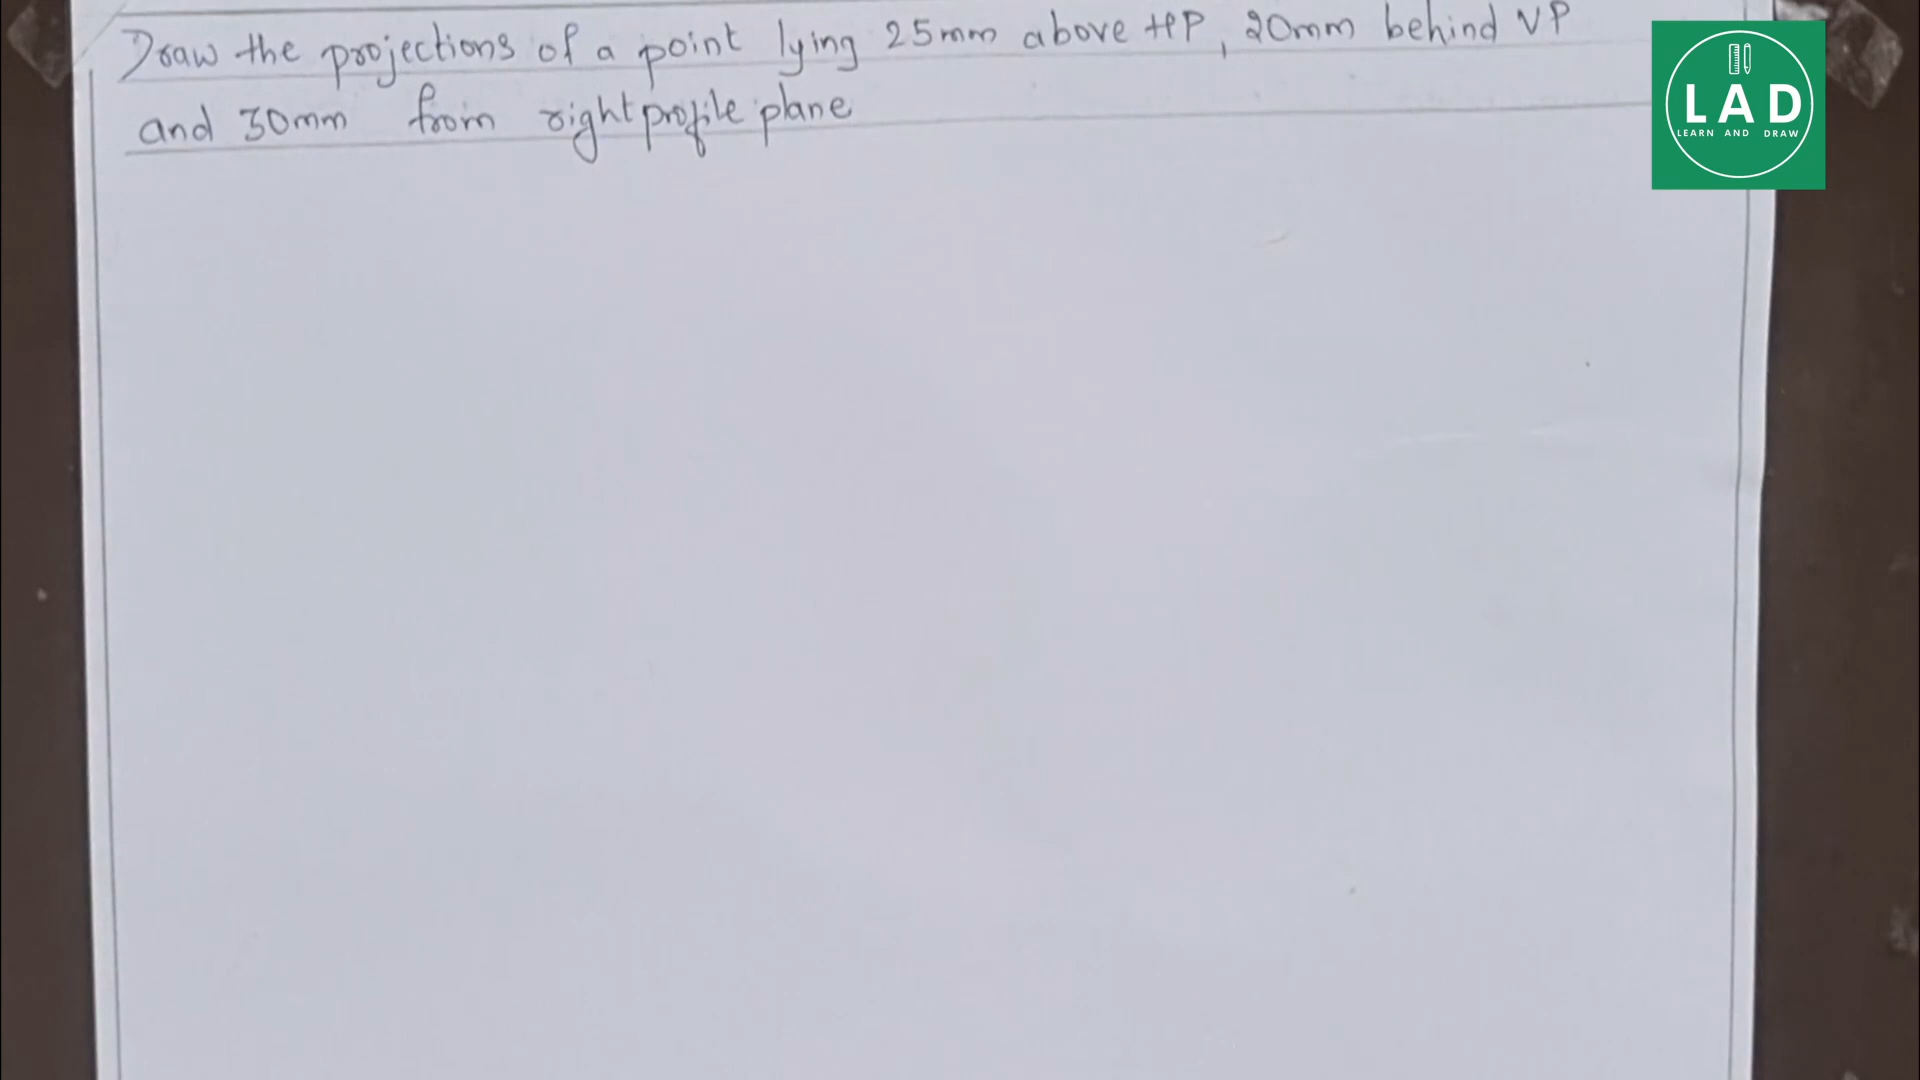 Draw the projections of a point lying 25mm above HP, 20mm behind VP
and 30mm from right profile plane
LAD
LEARN AND DRAW